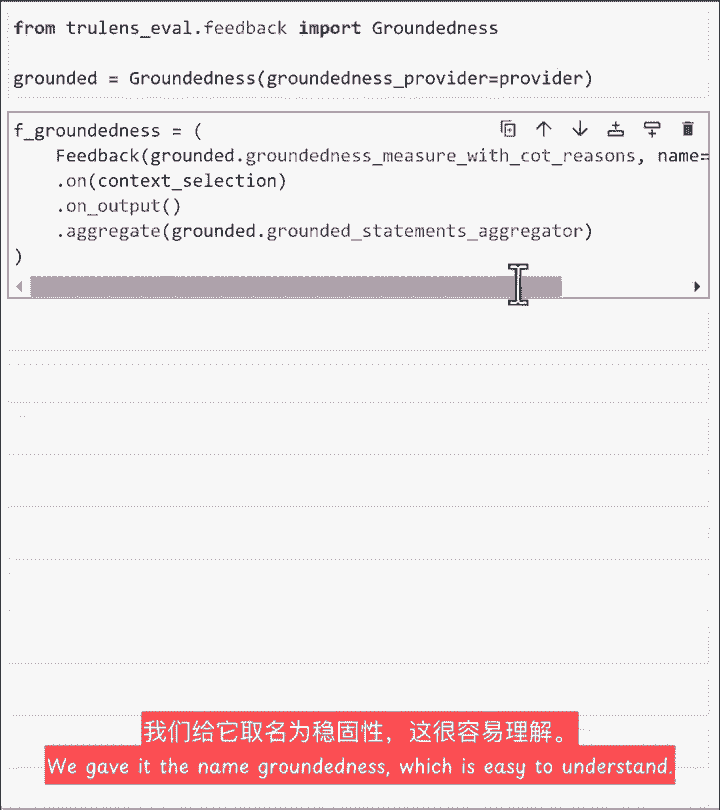 from trulens_eval.feedback import Groundedness
grounded = Groundedness(groundedness_provider=provider)
f_groundedness = (
    Feedback(grounded.groundedness_measure_with_cot_reasons, name=
    .on(context_selection)
    .on_output()
    .aggregate(grounded.grounded_statements_aggregator)
)
我们给它取名为稳固性，这很容易理解。
We gave it the name groundedness, which is easy to understand.